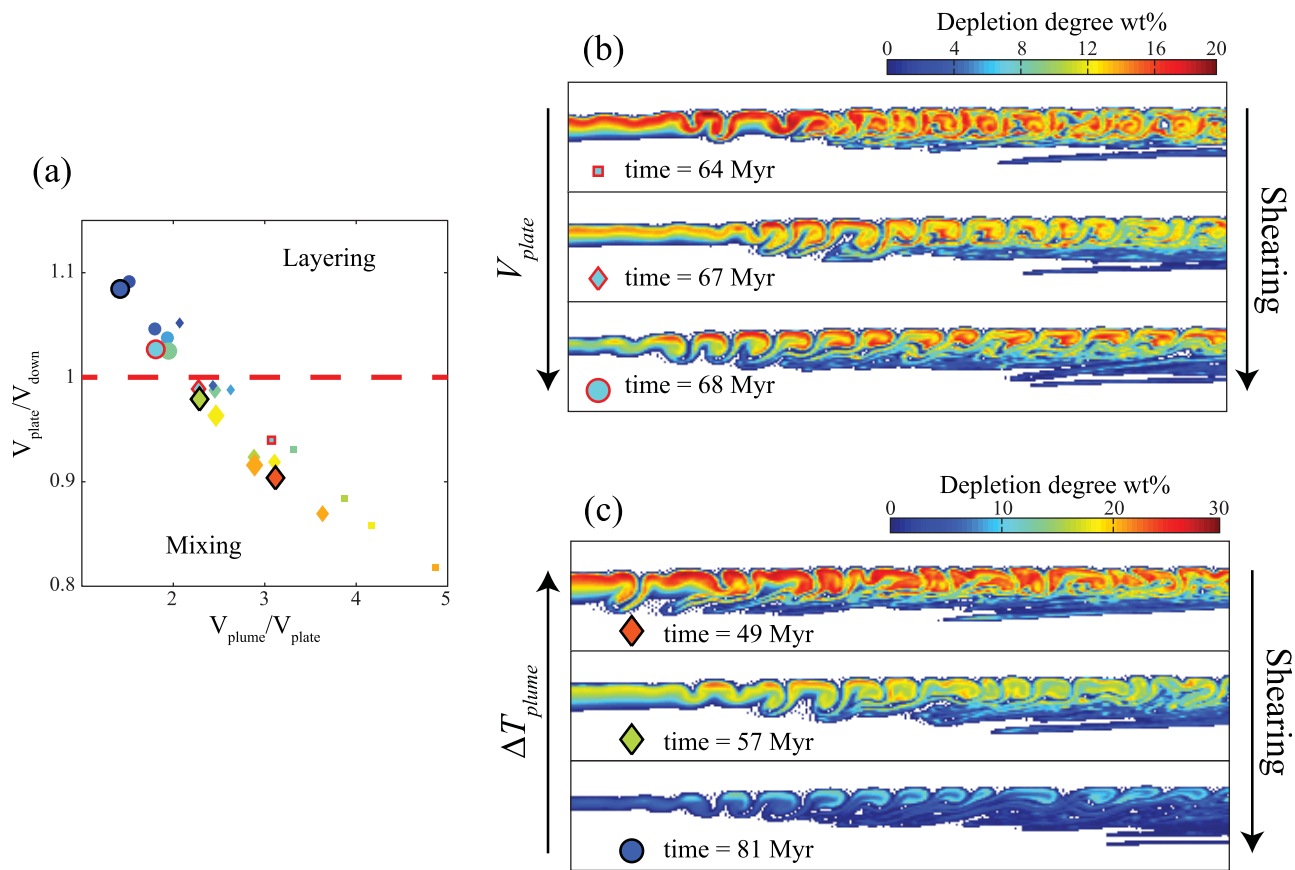 (a)
Layering
Mixing
1.1
1
0.9
0.8
2
3
4
5
V_plate/V_down
V_plume/V_plate
(b)
Depletion degree wt%
0 4 8 12 16 20
V_plate
Shearing
time = 64 Myr
time = 67 Myr
time = 68 Myr
(c)
Depletion degree wt%
0 10 20 30
ΔT_plume
Shearing
time = 49 Myr
time = 57 Myr
time = 81 Myr